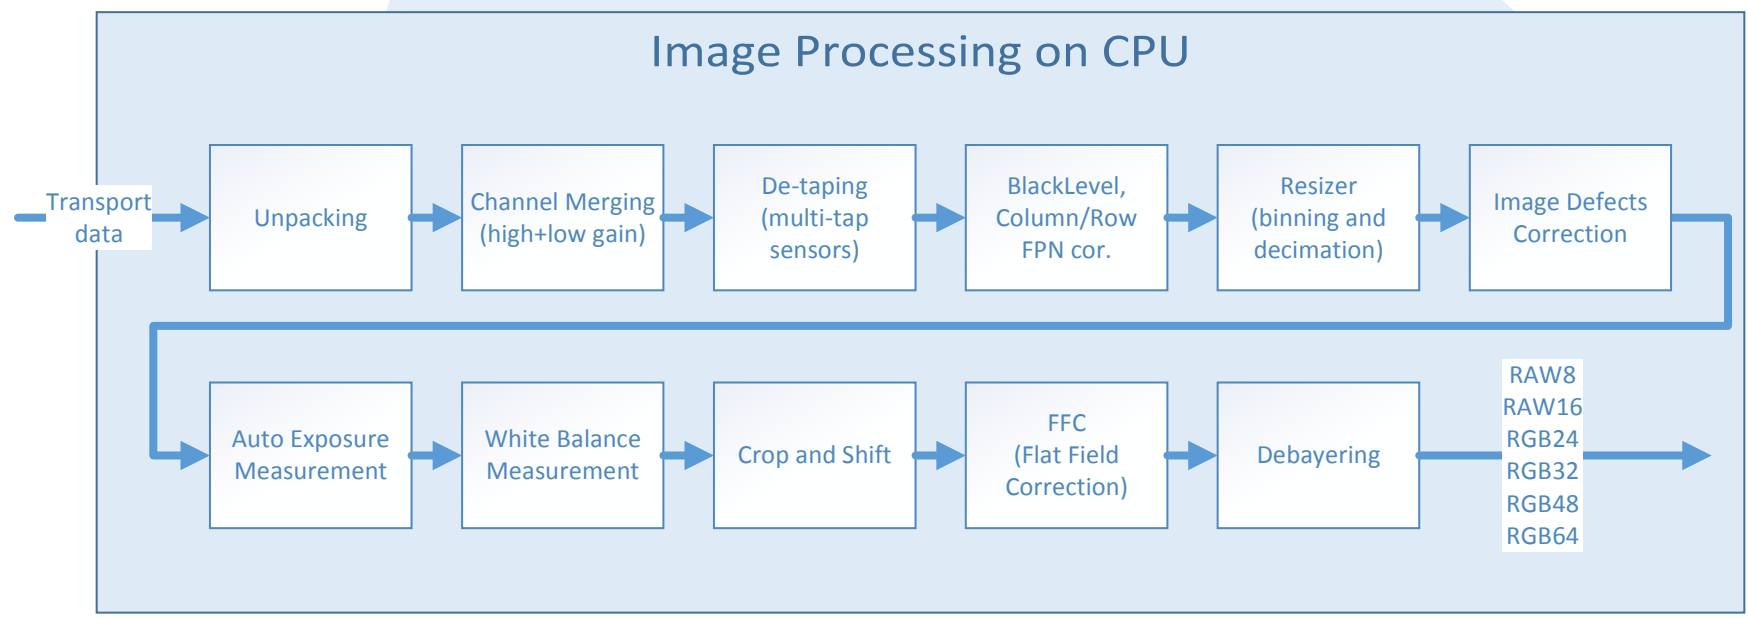 Image Processing on CPU
Transport
data
Unpacking
Channel Merging
(high+low gain)
De-taping
(multi-tap
sensors)
BlackLevel,
Column/Row
FPN cor.
Resizer
(binning and
decimation)
Image Defects
Correction
Auto Exposure
Measurement
White Balance
Measurement
Crop and Shift
FFC
(Flat Field
Correction)
Debayering
RAW8
RAW16
RGB24
RGB32
RGB48
RGB64